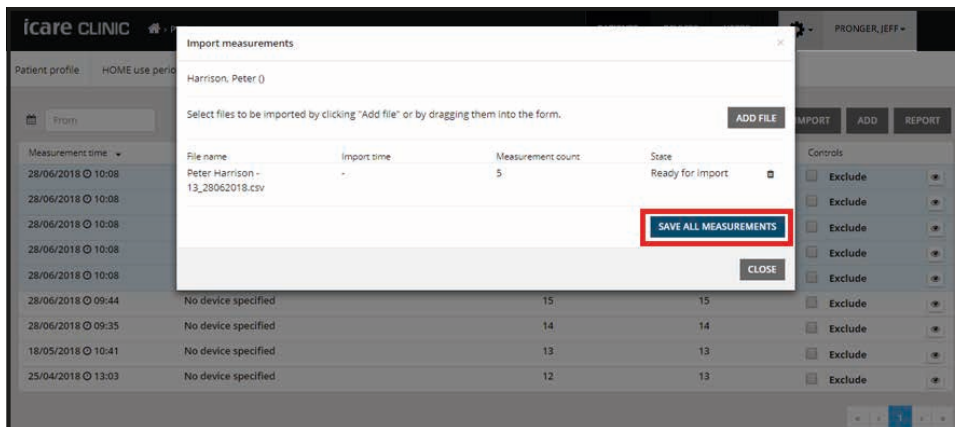 icare CLINIC
PRONGER, JEFF
Import measurements
×
Patient profile HOME use perio
Harrison, Peter ()
Select files to be imported by clicking "Add file" or by dragging them into the form.
ADD FILE
From
ADD REPORT
Measurement time
Controls
File name Import time Measurement count State
Peter Harrison - - 5 Ready for import
13_28062018.csv
28/06/2018 10:08 Exclude
28/06/2018 10:08 Exclude
28/06/2018 10:08 Exclude
SAVE ALL MEASUREMENTS
28/06/2018 10:08 Exclude
28/06/2018 10:08 Exclude
CLOSE
28/06/2018 09:44 No device specified 15 15 Exclude
28/06/2018 09:35 No device specified 14 14 Exclude
18/05/2018 10:41 No device specified 13 13 Exclude
25/04/2018 13:03 No device specified 12 13 Exclude
« ‹ 1 › »